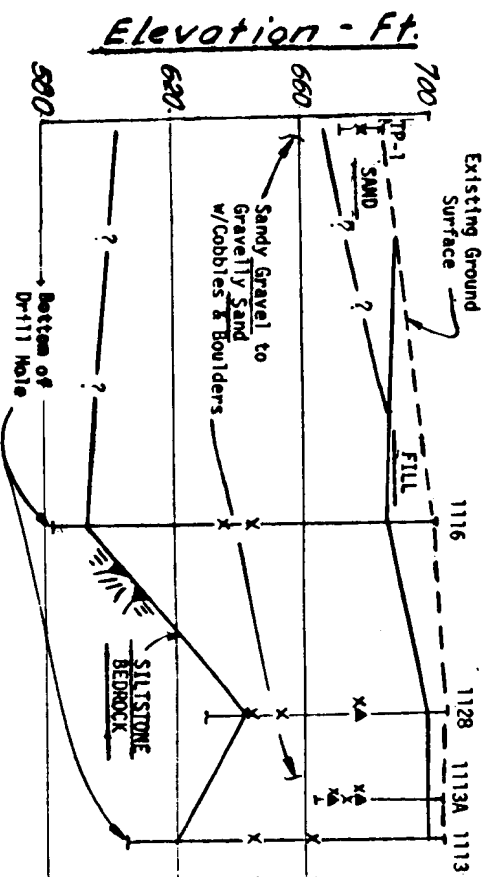 Elevation - Ft.
700
660
620
580
TP-1
Existing Ground
Surface
SAND
?
?
FILL
1116
1128
1113A
1113
Sandy Gravel to
Gravelly Sand
w/Cobbles & Boulders
?
?
SILTSTONE
BEDROCK
Bottom of
Drill Hole